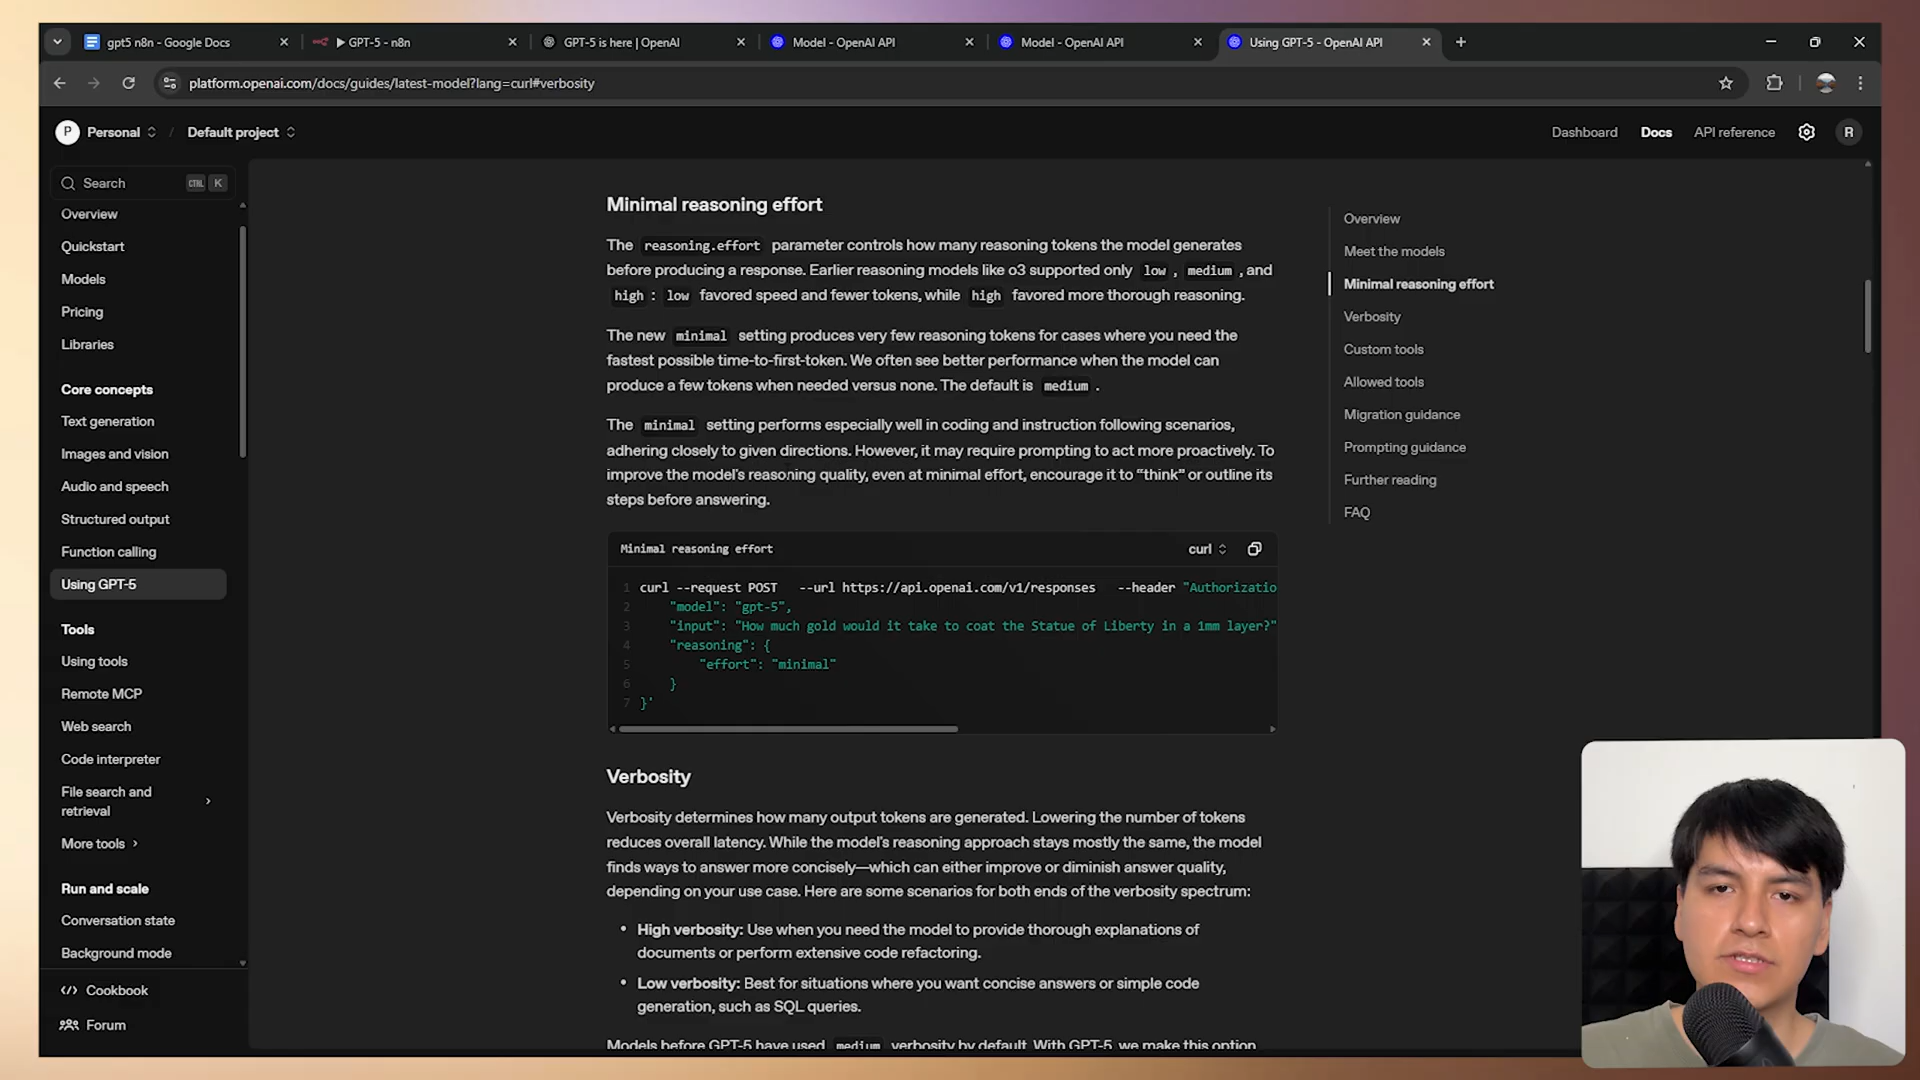 gpt5 n8n - Google Docs
▶ GPT-5 - n8n
GPT-5 is here | OpenAI
Model - OpenAI API
Model - OpenAI API
Using GPT-5 - OpenAI API
platform.openai.com/docs/guides/latest-model?lang=curl#verbosity
P Personal / Default project
Dashboard Docs API reference R
Search CTRL K
Overview
Quickstart
Models
Pricing
Libraries
Core concepts
Text generation
Images and vision
Audio and speech
Structured output
Function calling
Using GPT-5
Tools
Using tools
Remote MCP
Web search
Code interpreter
File search and
retrieval
More tools
Run and scale
Conversation state
Background mode
Cookbook
Forum
Minimal reasoning effort
The reasoning.effort parameter controls how many reasoning tokens the model generates
before producing a response. Earlier reasoning models like o3 supported only low , medium , and
high : low favored speed and fewer tokens, while high favored more thorough reasoning.
The new minimal setting produces very few reasoning tokens for cases where you need the
fastest possible time-to-first-token. We often see better performance when the model can
produce a few tokens when needed versus none. The default is medium .
The minimal setting performs especially well in coding and instruction following scenarios,
adhering closely to given directions. However, it may require prompting to act more proactively. To
improve the model's reasoning quality, even at minimal effort, encourage it to “think” or outline its
steps before answering.
Minimal reasoning effort
curl
1 curl --request POST --url https://api.openai.com/v1/responses --header "Authorizatio
2 "model": "gpt-5",
3 "input": "How much gold would it take to coat the Statue of Liberty in a 1mm layer?"
4 "reasoning": {
5 "effort": "minimal"
6 }
7 }'
Verbosity
Verbosity determines how many output tokens are generated. Lowering the number of tokens
reduces overall latency. While the model's reasoning approach stays mostly the same, the model
finds ways to answer more concisely—which can either improve or diminish answer quality,
depending on your use case. Here are some scenarios for both ends of the verbosity spectrum:
• High verbosity: Use when you need the model to provide thorough explanations of
documents or perform extensive code refactoring.
• Low verbosity: Best for situations where you want concise answers or simple code
generation, such as SQL queries.
Models before GPT-5 have used medium verbosity by default. With GPT-5, we make this option
Overview
Meet the models
Minimal reasoning effort
Verbosity
Custom tools
Allowed tools
Migration guidance
Prompting guidance
Further reading
FAQ